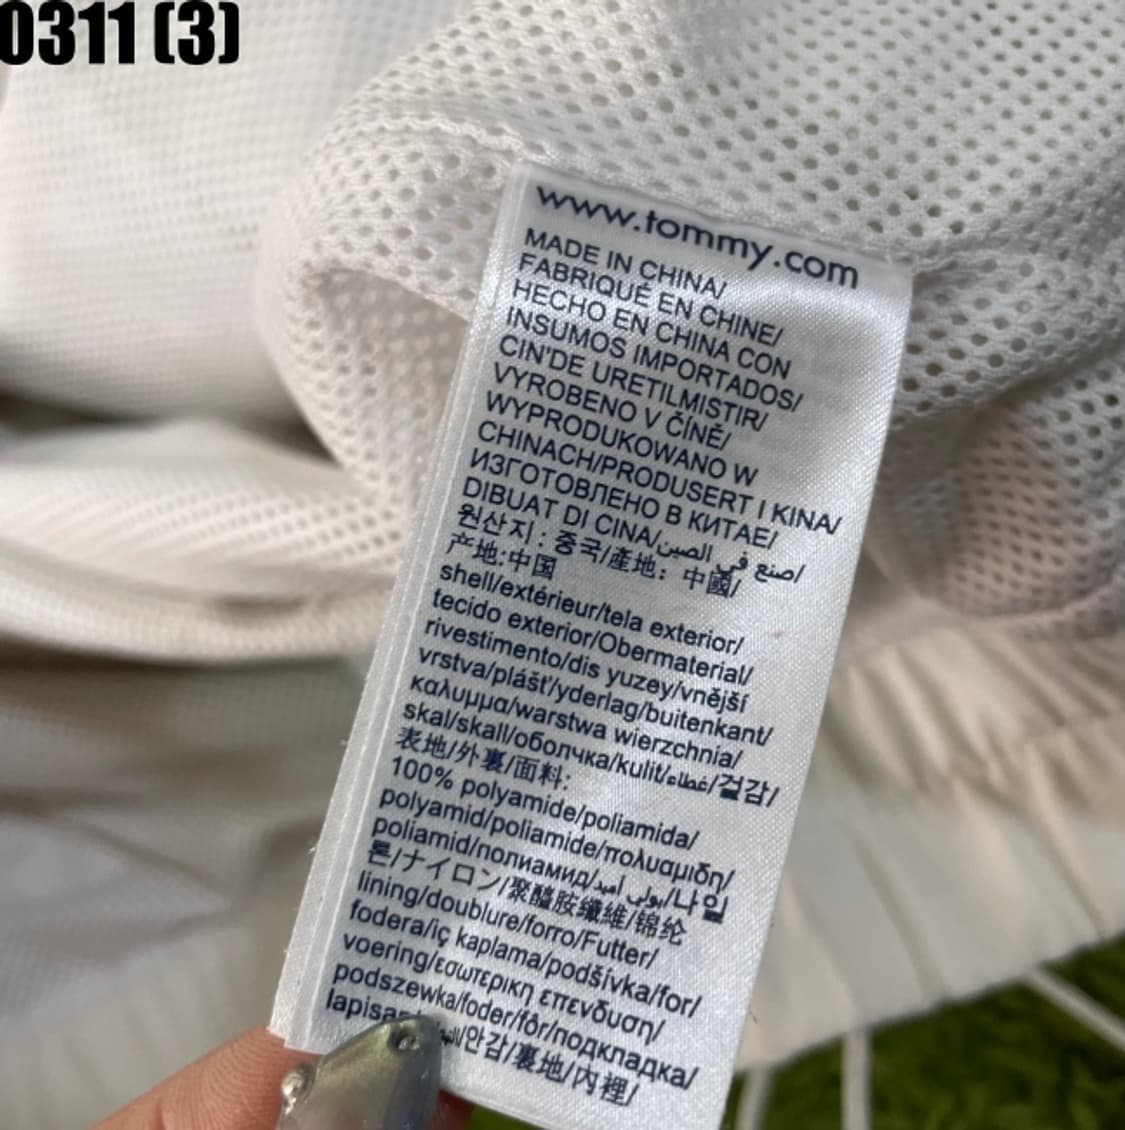 0311 (3)
www.tommy.com
MADE IN CHINA/
FABRIQUÉ EN CHINE/
HECHO EN CHINA CON
INSUMOS IMPORTADOS/
CIN'DE URETILMISTIR/
VYROBENO V ČÍNĚ/
WYPRODUKOWANO W
CHINACH/PRODUSERT I KINA/
ИЗГОТОВЛЕНО В КИТАЕ/
DIBUAT DI CINA/اصنع في الصين/
원산지: 중국/產地: 中國/
产地:中国
shell/extérieur/tela exterior/
tecido exterior/Obermaterial/
rivestimento/dis yuzey/vnější
vrstva/plášť/yderlag/buitenkant/
καλυμμα/warstwa wierzchnia/
skal/skall/оболчка/kulit/غطاء/겉감/
表地/外裏/面料:
100% polyamide/poliamida/
polyamid/poliamide/πολυαμιδη/
poliamid/полиамид/بولي أميد/나일
론/ナイロン/聚醯胺纖維/锦纶
lining/doublure/forro/Futter/
fodera/iç kaplama/podšívka/for/
voering/εσωτερικη επενδυση/
podszewka/foder/fôr/подкладка/
안감/裏地/內裡/